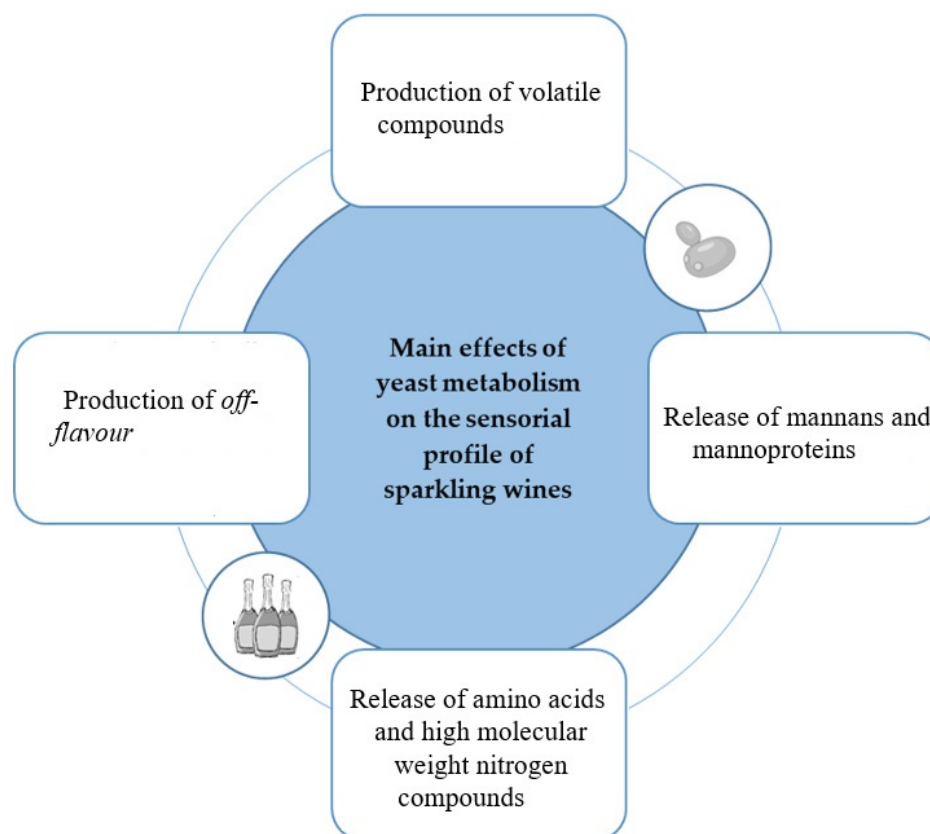 Production of volatile
compounds
Main effects of
yeast metabolism
on the sensorial
profile of
sparkling wines
Production of off-
flavour
Release of mannans and
mannoproteins
Release of amino acids
and high molecular
weight nitrogen
compounds